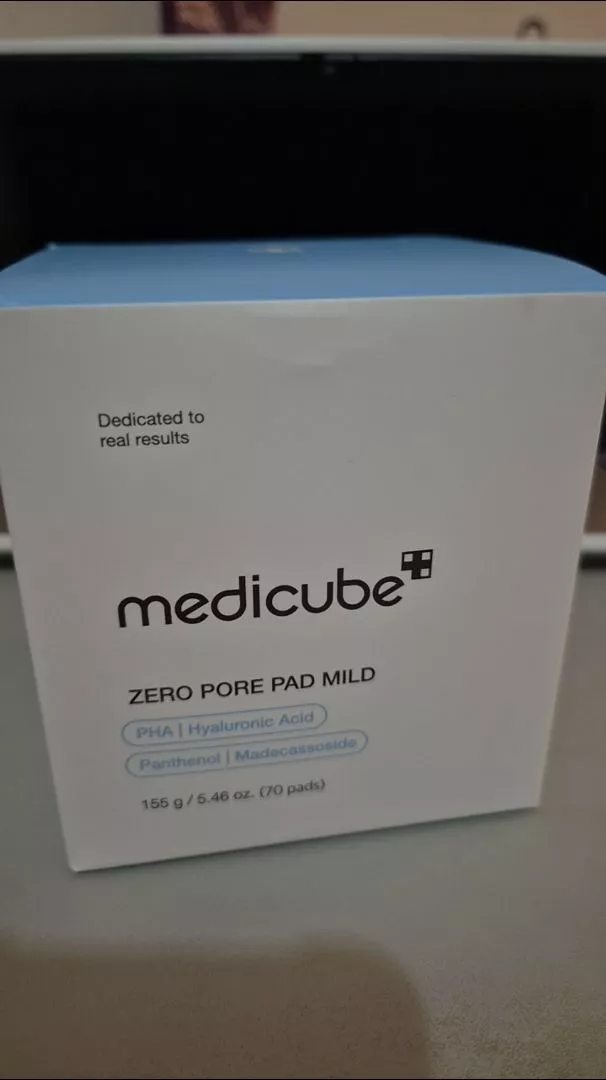 Dedicated to
real results
medicube
ZERO PORE PAD MILD
PHA | Hyaluronic Acid
Panthenol | Madecassoside
155 g / 5.46 oz. (70 pads)